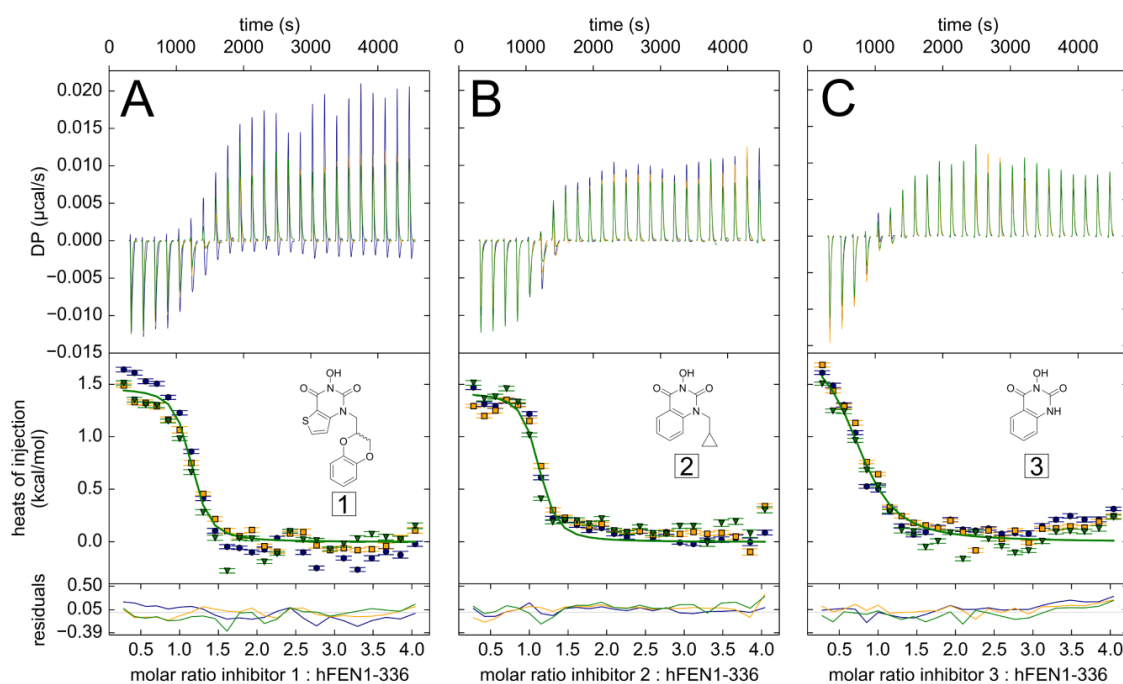 time (s)
time (s)
time (s)
0 1000 2000 3000 4000
0 1000 2000 3000 4000
0 1000 2000 3000 4000
A
B
C
DP (µcal/s)
0.020
0.015
0.010
0.005
0.000
−0.005
−0.010
−0.015
heats of injection
(kcal/mol)
1.5
1.0
0.5
0.0
OH
O N O
N
S
O
O
1
OH
O N O
N
2
OH
O N O
NH
3
residuals
0.50
0.05
−0.39
0.5 1.0 1.5 2.0 2.5 3.0 3.5 4.0
0.5 1.0 1.5 2.0 2.5 3.0 3.5 4.0
0.5 1.0 1.5 2.0 2.5 3.0 3.5 4.0
molar ratio inhibitor 1 : hFEN1-336
molar ratio inhibitor 2 : hFEN1-336
molar ratio inhibitor 3 : hFEN1-336